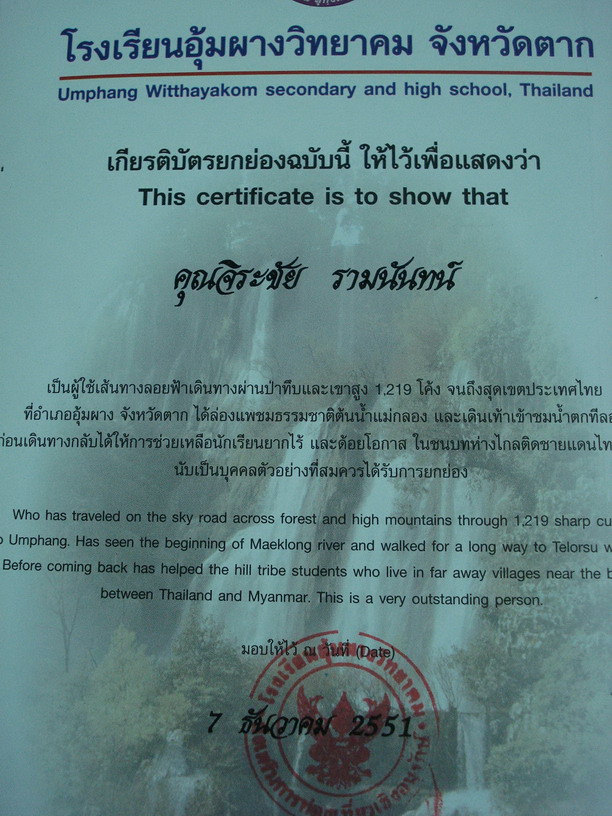 โรงเรียนอุ้มผางวิทยาคม จังหวัดตาก
Umphang Witthayakom secondary and high school, Thailand
เกียรติบัตรยกย่องฉบับนี้ ให้ไว้เพื่อแสดงว่า
This certificate is to show that
คุณจิระชัย รามนันทน์
เป็นผู้ใช้เส้นทางลอยฟ้าเดินทางผ่านป่าทึบและเขาสูง 1,219 โค้ง จนถึงสุดเขตประเทศไทย
ที่อำเภออุ้มผาง จังหวัดตาก ได้ล่องแพชมธรรมชาติต้นน้ำแม่กลอง และเดินเท้าเข้าชมน้ำตกทีลอ
ก่อนเดินทางกลับได้ให้การช่วยเหลือนักเรียนยากไร้ และด้อยโอกาส ในชนบทห่างไกลติดชายแดนไท
นับเป็นบุคคลตัวอย่างที่สมควรได้รับการยกย่อง
Who has traveled on the sky road across forest and high mountains through 1,219 sharp cu
o Umphang. Has seen the beginning of Maeklong river and walked for a long way to Telorsu w
Before coming back has helped the hill tribe students who live in far away villages near the b
between Thailand and Myanmar. This is a very outstanding person.
มอบให้ไว้ ณ วันที่ (Date)
7 ธันวาคม 2551
โรงเรียนอุ้มผางวิทยาคม